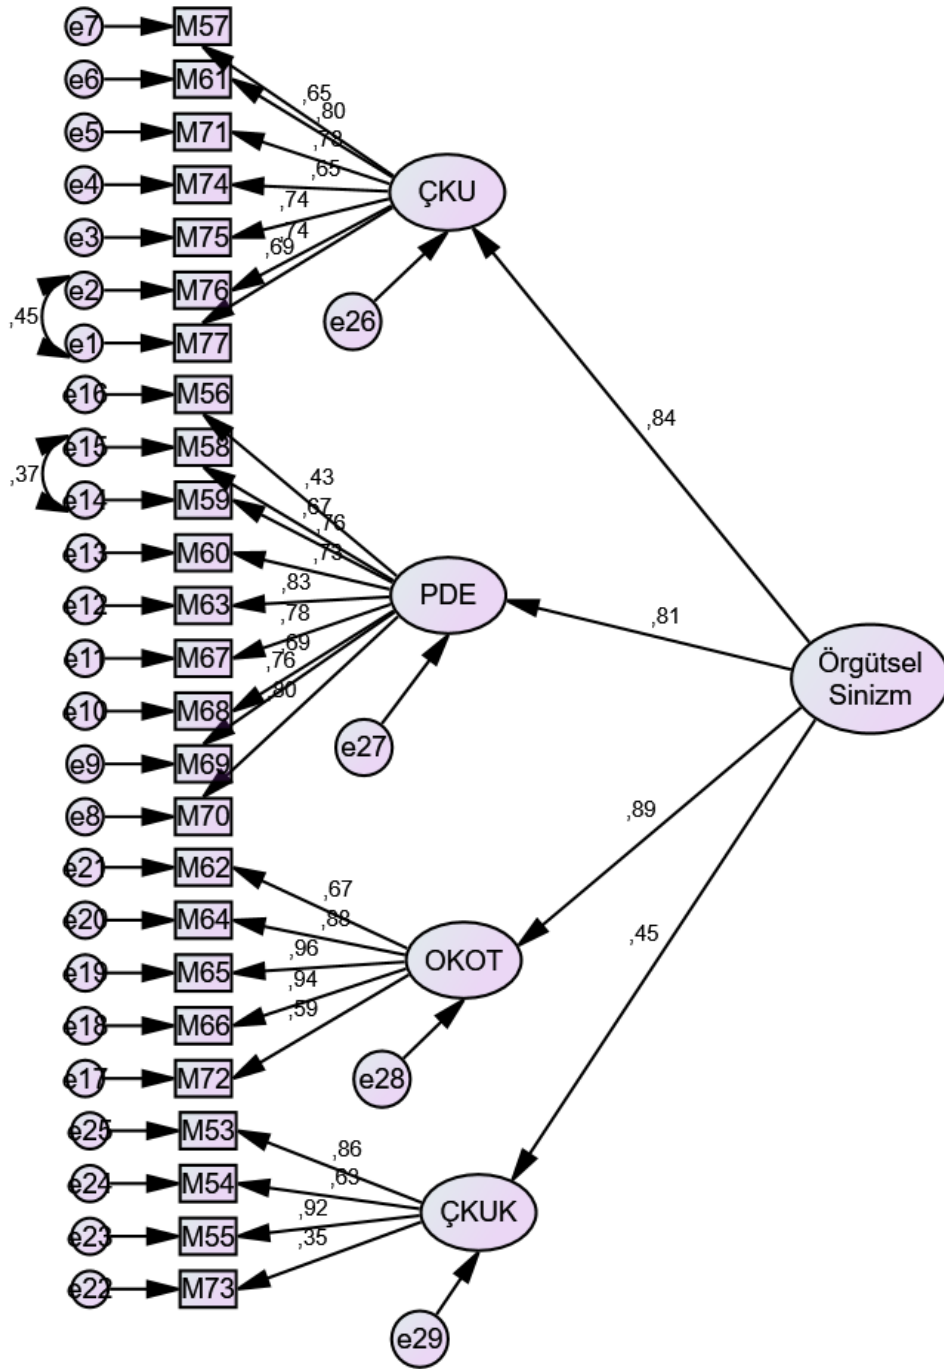 e7 M57
e6 M61
e5 M71
e4 M74
e3 M75
e2 M76
e1 M77
,45
,65
,80
,78
,65
,74
,74
,69
ÇKU
e26
e16 M56
e15 M58
e14 M59
e13 M60
e12 M63
e11 M67
e10 M68
e9 M69
e8 M70
,37
,43
,67
,76
,73
,83
,78
,69
,76
,80
PDE
e27
e21 M62
e20 M64
e19 M65
e18 M66
e17 M72
,67
,88
,96
,94
,59
OKOT
e28
e25 M53
e24 M54
e23 M55
e22 M73
,86
,63
,92
,35
ÇKUK
e29
,84
,81
,89
,45
Örgütsel
Sinizm